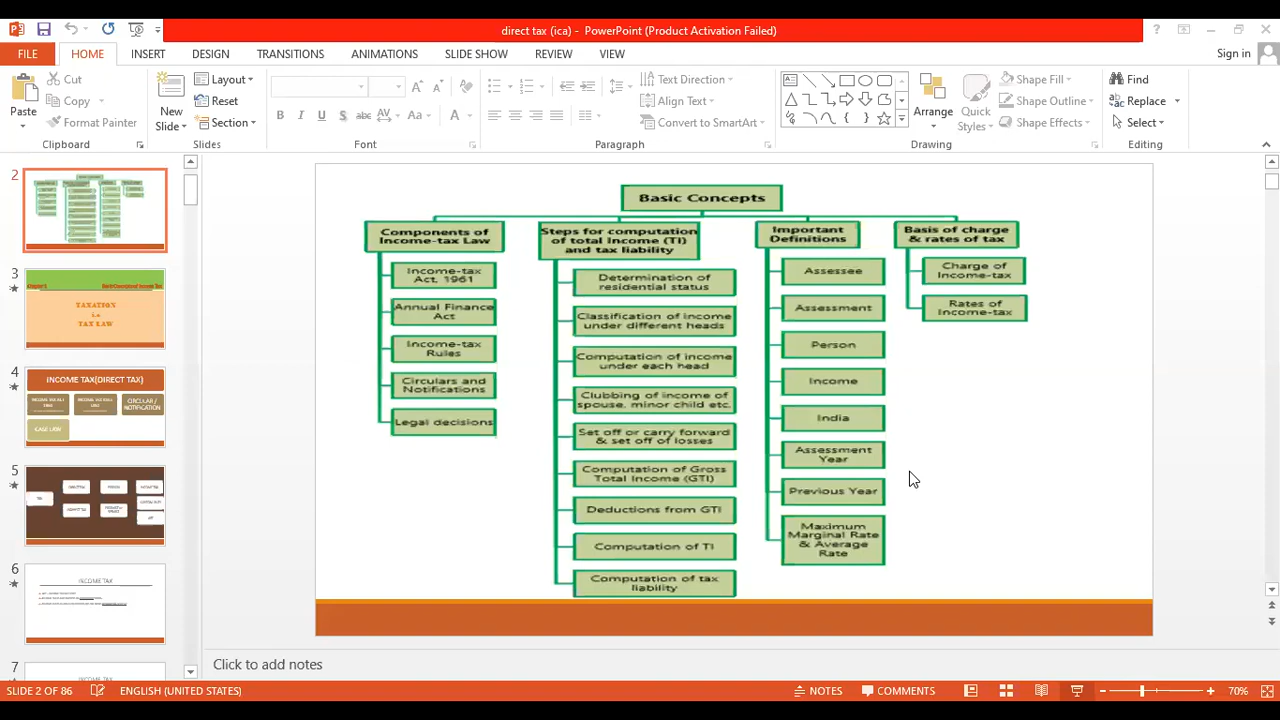 direct tax (ica) - PowerPoint (Product Activation Failed)
FILE
HOME
INSERT
DESIGN
TRANSITIONS
ANIMATIONS
SLIDE SHOW
REVIEW
VIEW
Sign in
Paste
Cut
Copy
Format Painter
Clipboard
New
Slide
Layout
Reset
Section
Slides
Font
Text Direction
Align Text
Convert to SmartArt
Paragraph
Arrange
Quick
Styles
Shape Fill
Shape Outline
Shape Effects
Drawing
Find
Replace
Select
Editing
2
3
TAXATION
i.e
TAX LAW
4
INCOME TAX(DIRECT TAX)
CIRCULAR /
NOTIFICATION
CASE LAW
5
6
INCOME TAX
7
Basic Concepts
Components of
Income-tax Law
Income-tax
Act, 1961
Annual Finance
Act
Income-tax
Rules
Circulars and
Notifications
Legal decisions
Steps for computation
of total Income (TI)
and tax liability
Determination of
residential status
Classification of income
under different heads
Computation of income
under each head
Clubbing of income of
spouse, minor child etc.
Set off or carry forward
& set off of losses
Computation of Gross
Total Income (GTI)
Deductions from GTI
Computation of TI
Computation of tax
liability
Important
Definitions
Assessee
Assessment
Person
Income
India
Assessment
Year
Previous Year
Maximum
Marginal Rate
& Average
Rate
Basis of charge
& rates of tax
Charge of
Income-tax
Rates of
Income-tax
Click to add notes
SLIDE 2 OF 86
ENGLISH (UNITED STATES)
NOTES
COMMENTS
70%